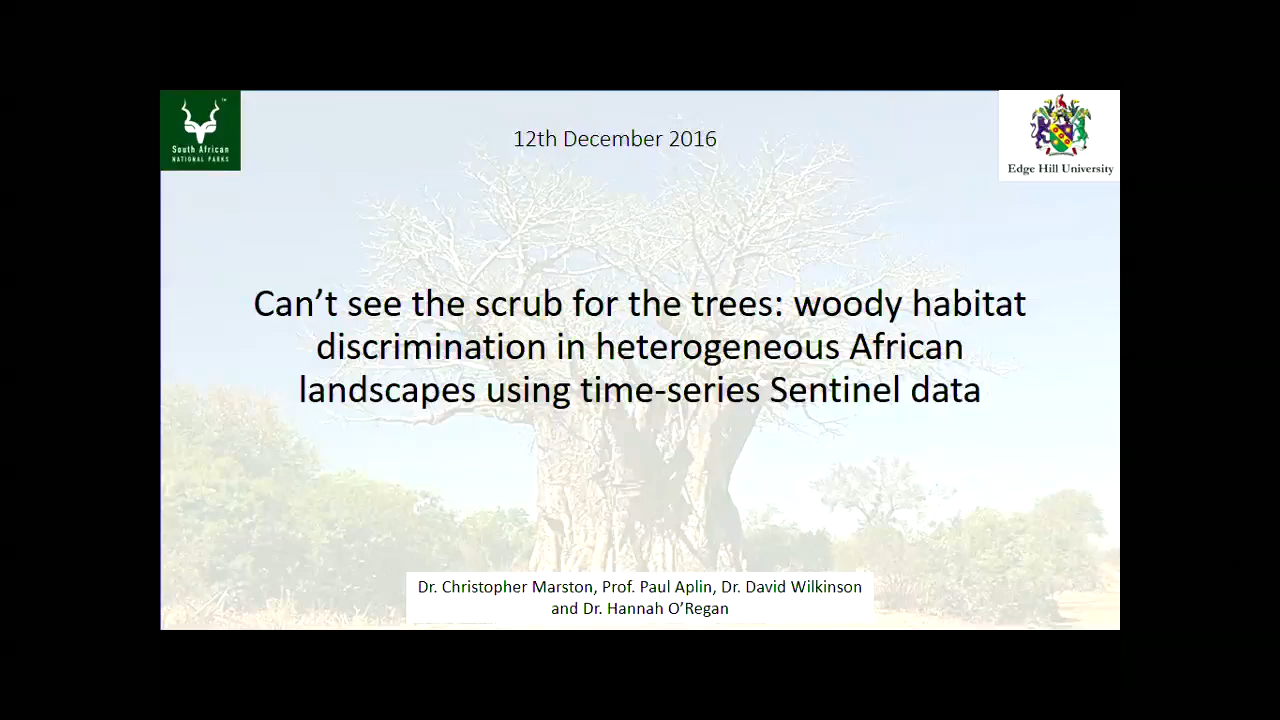 South African
NATIONAL PARKS
12th December 2016
Edge Hill University
Can’t see the scrub for the trees: woody habitat
discrimination in heterogeneous African
landscapes using time-series Sentinel data
Dr. Christopher Marston, Prof. Paul Aplin, Dr. David Wilkinson
and Dr. Hannah O’Regan